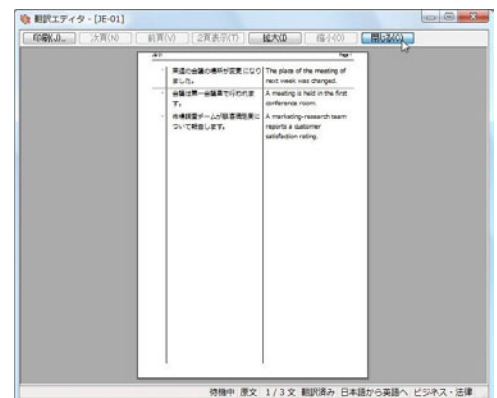 翻訳エディタ - [JE-01]
印刷(J)... 次頁(N) 前頁(V) 2頁表示(T) 拡大(I) 縮小(O) 閉じる(C)
JE-01 Page 1
来週の会議の場所が変更になり The place of the meeting of
ました。 next week was changed.
会議は第一会議室で行われま A meeting is held in the first
す。 conference room.
市場調査チームが顧客満足度に A marketing-research team
ついて報告します。 reports a customer
satisfaction rating.
待機中 原文 1 / 3 文 翻訳済み 日本語から英語へ ビジネス・法律